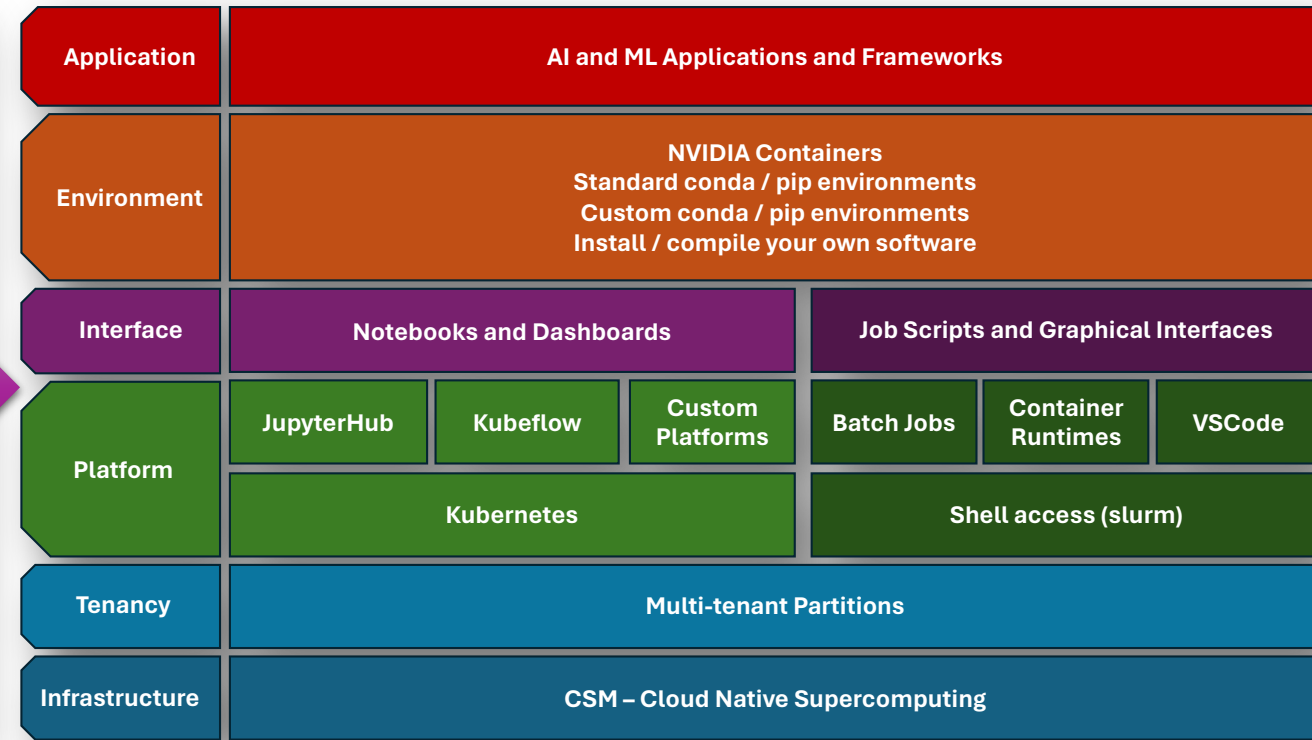 Application
AI and ML Applications and Frameworks
Environment
NVIDIA Containers
Standard conda / pip environments
Custom conda / pip environments
Install / compile your own software
Interface
Notebooks and Dashboards
Job Scripts and Graphical Interfaces
Platform
JupyterHub
Kubeflow
Custom
Platforms
Batch Jobs
Container
Runtimes
VSCode
Kubernetes
Shell access (slurm)
Tenancy
Multi-tenant Partitions
Infrastructure
CSM – Cloud Native Supercomputing